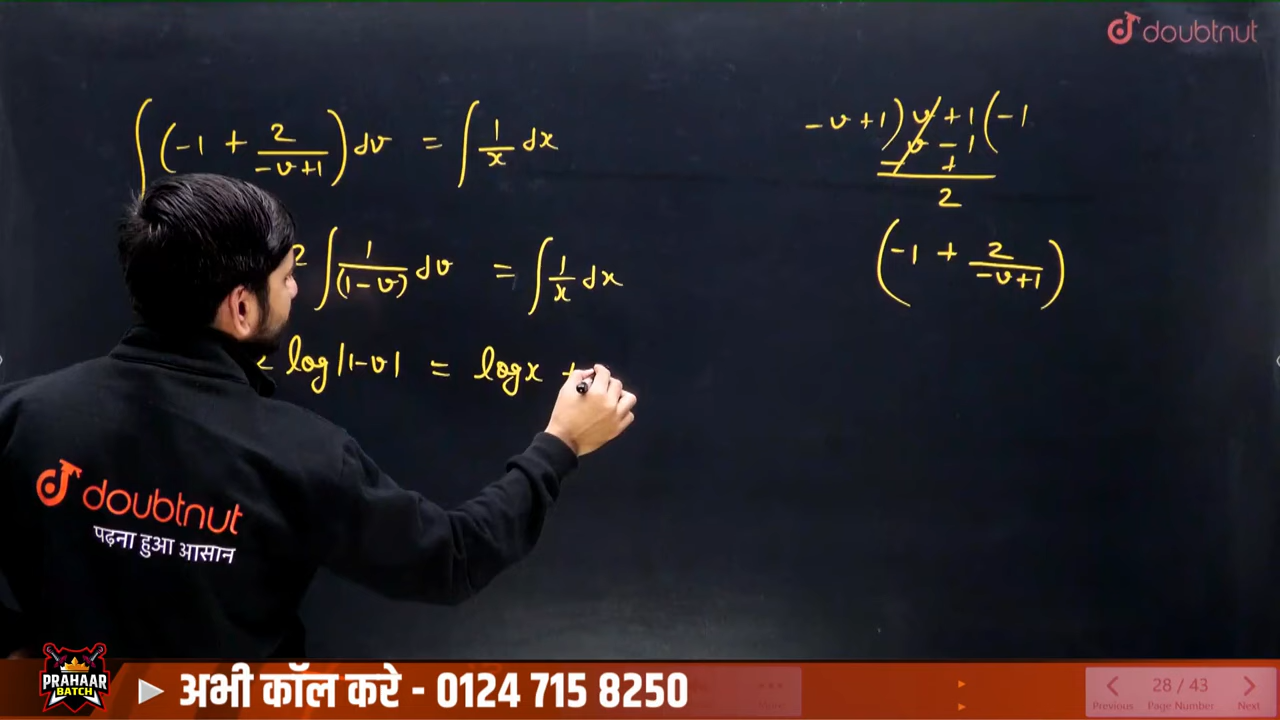 doubtnut
∫(-1 + 2/(-v+1)) dv = ∫ 1/x dx
-v+1) v+1 (-1
v - 1
- +
2
2 ∫ 1/(1-v) dv = ∫ 1/x dx
(-1 + 2/(-v+1))
log|1-v| = logx +
doubtnut
पढ़ना हुआ आसान
PRAHAAR
BATCH
अभी कॉल करे - 0124 715 8250
28 / 43
Previous Page Number Next